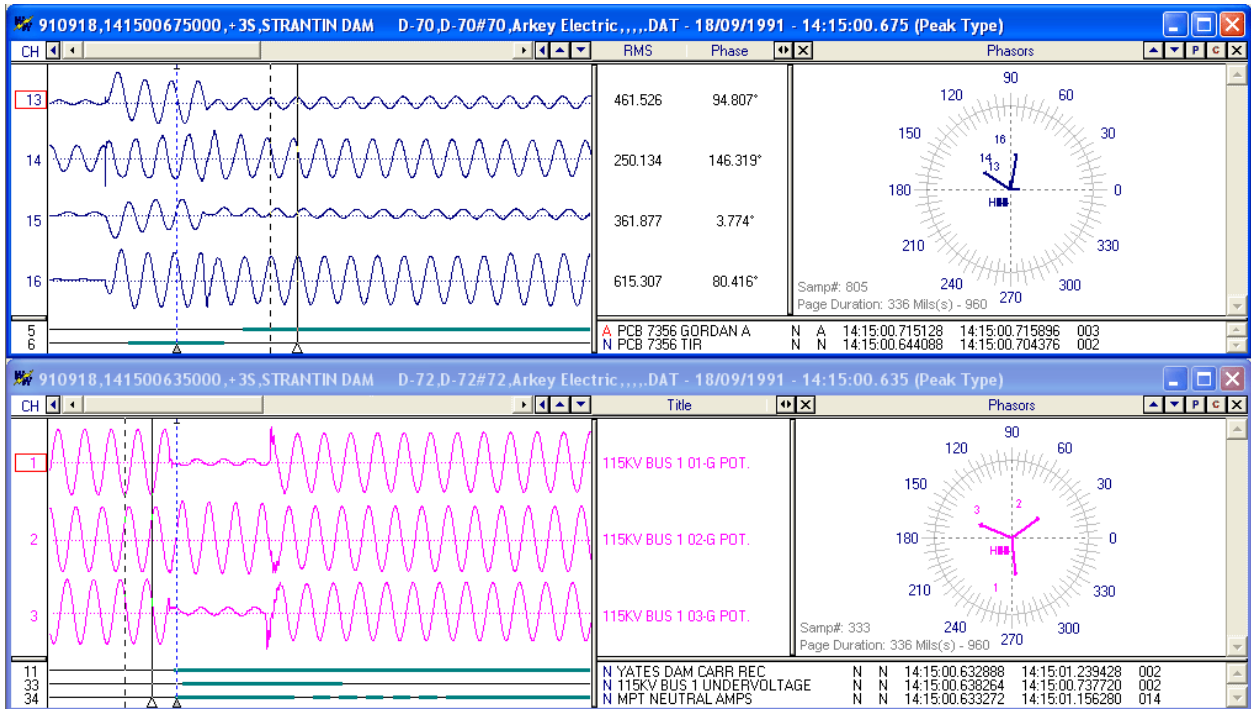 910918,141500675000,+3S,STRANTIN DAM D-70,D-70#70,Arkey Electric,,,,,.DAT - 18/09/1991 - 14:15:00.675 (Peak Type)
CH RMS Phase Phasors P C X
13 461.526 94.807°
14 250.134 146.319°
15 361.877 3.774°
16 615.307 80.416°
90
120 60
150 16 30
14 13
180 0
210 330
240 300
270
Samp#: 805
Page Duration: 336 Mils(s) - 960
5 A PCB 7356 GORDAN A N A 14:15:00.715128 14:15:00.715896 003
6 N PCB 7356 TIR N N 14:15:00.644088 14:15:00.704376 002
910918,141500635000,+3S,STRANTIN DAM D-72,D-72#72,Arkey Electric,,,,,.DAT - 18/09/1991 - 14:15:00.635 (Peak Type)
CH Title Phasors P C X
1 115KV BUS 1 01-G POT.
2 115KV BUS 1 02-G POT.
3 115KV BUS 1 03-G POT.
90
120 60
150 3 2 30
180 0
210 1 330
240 300
270
Samp#: 333
Page Duration: 336 Mils(s) - 960
11 N YATES DAM CARR REC N N 14:15:00.632888 14:15:01.239428 002
33 N 115KV BUS 1 UNDERVOLTAGE N N 14:15:00.638264 14:15:00.737720 002
34 N MPT NEUTRAL AMPS N N 14:15:00.633272 14:15:01.156280 014